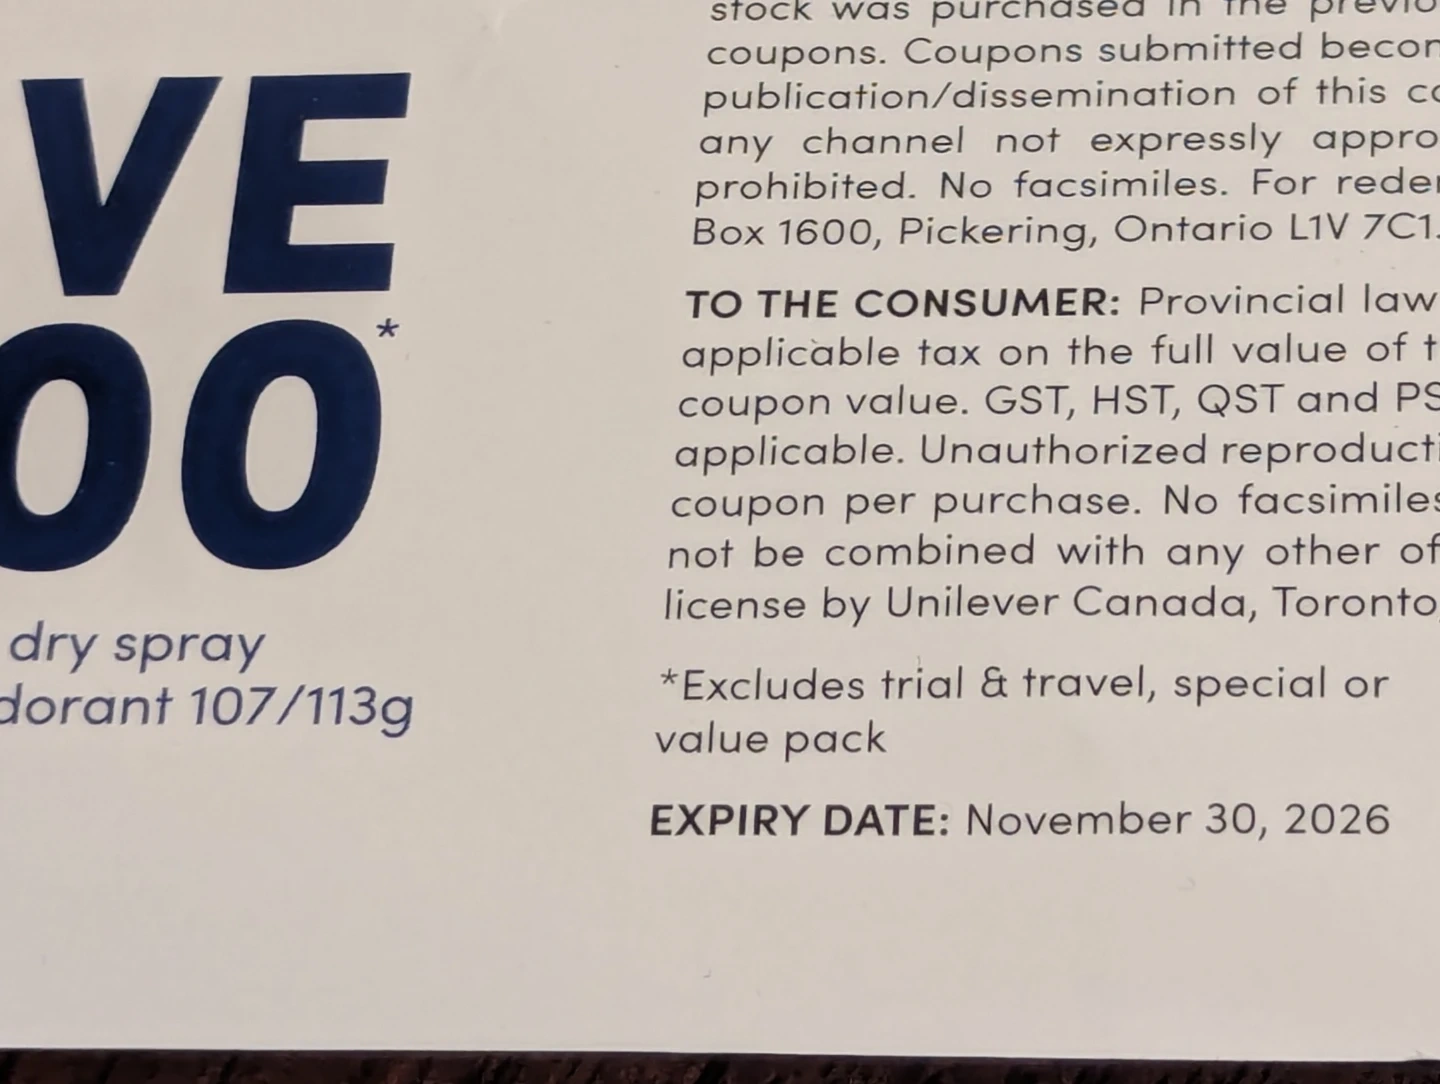 VE
00*
dry spray
dorant 107/113g
stock was purchased in the
coupons. Coupons submitted
publication/dissemination of this
any channel not expressly
prohibited. No facsimiles. For
Box 1600, Pickering, Ontario L1V 7C1.
TO THE CONSUMER: Provincial law
applicable tax on the full value of
coupon value. GST, HST, QST and
applicable. Unauthorized
coupon per purchase. No facsimiles
not be combined with any other
license by Unilever Canada, Toronto,
*Excludes trial & travel, special or
value pack
EXPIRY DATE: November 30, 2026